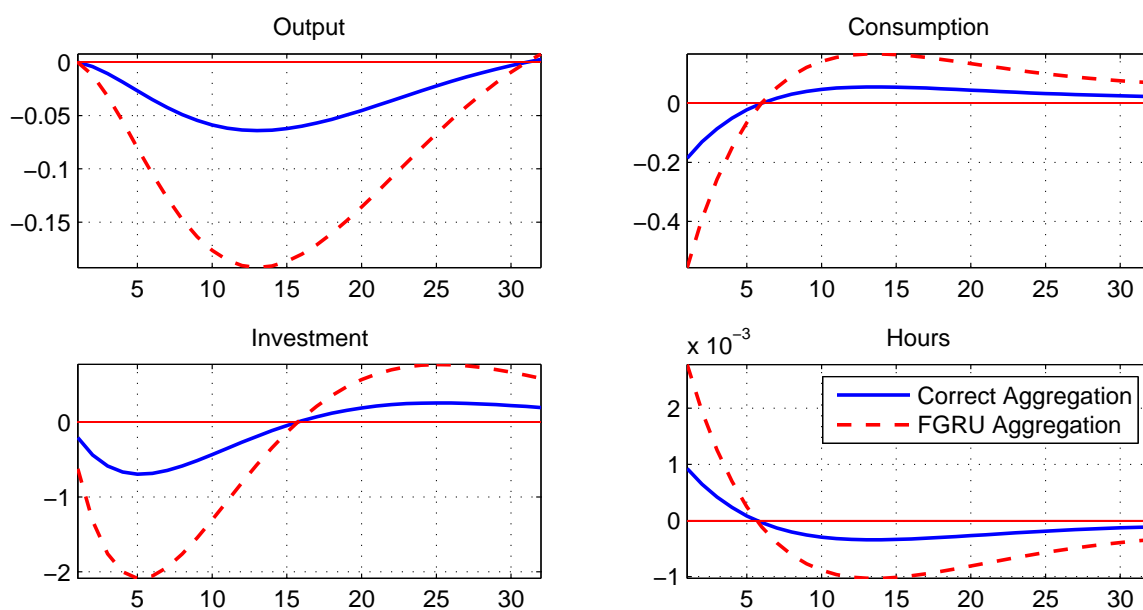 Output
0
−0.05
−0.1
−0.15
5 10 15 20 25 30
Consumption
0
−0.2
−0.4
5 10 15 20 25 30
Investment
0
−1
−2
5 10 15 20 25 30
Hours
x 10−3
2
1
0
−1
5 10 15 20 25 30
Correct Aggregation
FGRU Aggregation